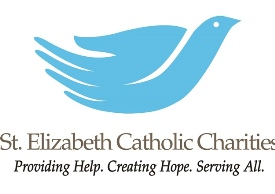 St. Elizabeth Catholic Charities
Providing Help. Creating Hope. Serving All.